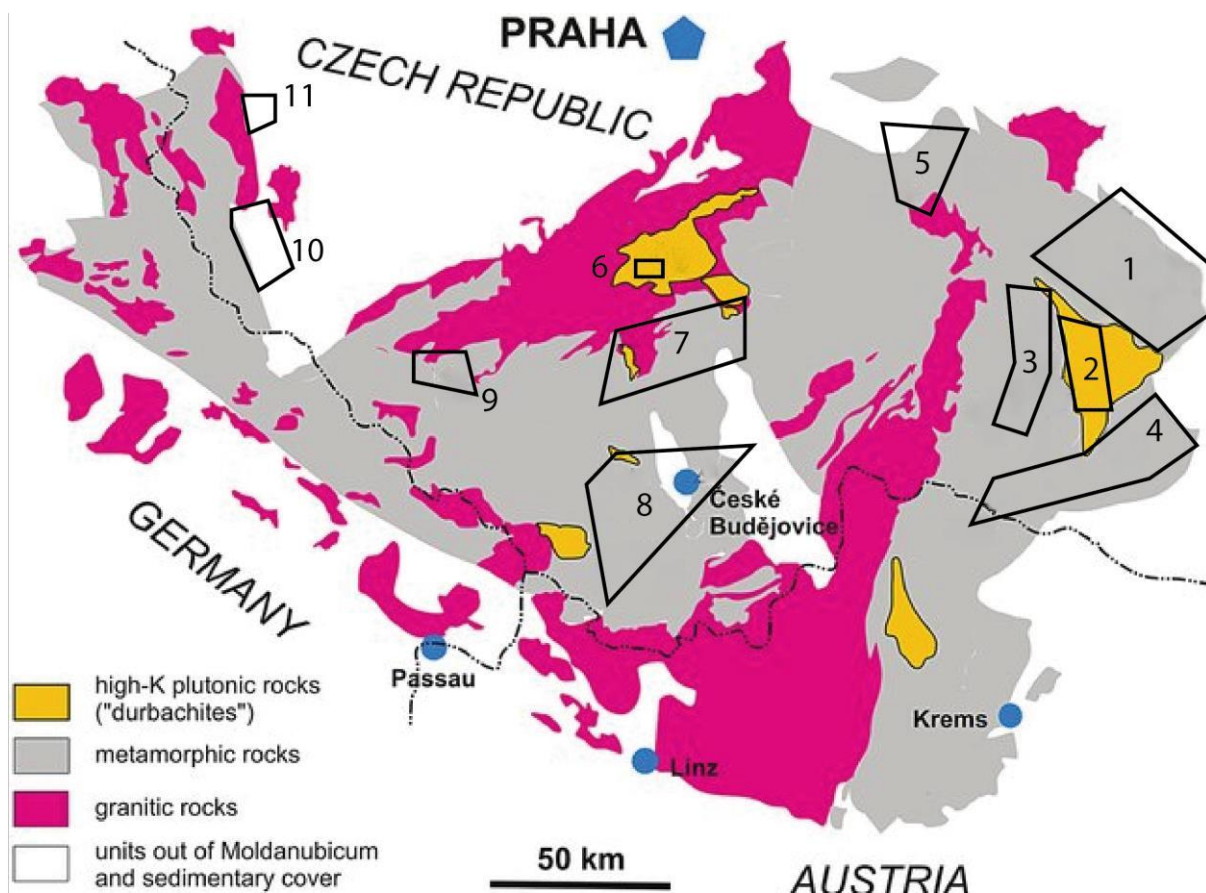 PRAHA
CZECH REPUBLIC
11
5
10
6
1
7
3
2
9
4
8
České
Budějovice
GERMANY
Passau
Krems
Linz
high-K plutonic rocks
("durbachites")
metamorphic rocks
granitic rocks
units out of Moldanubicum
and sedimentary cover
50 km
AUSTRIA